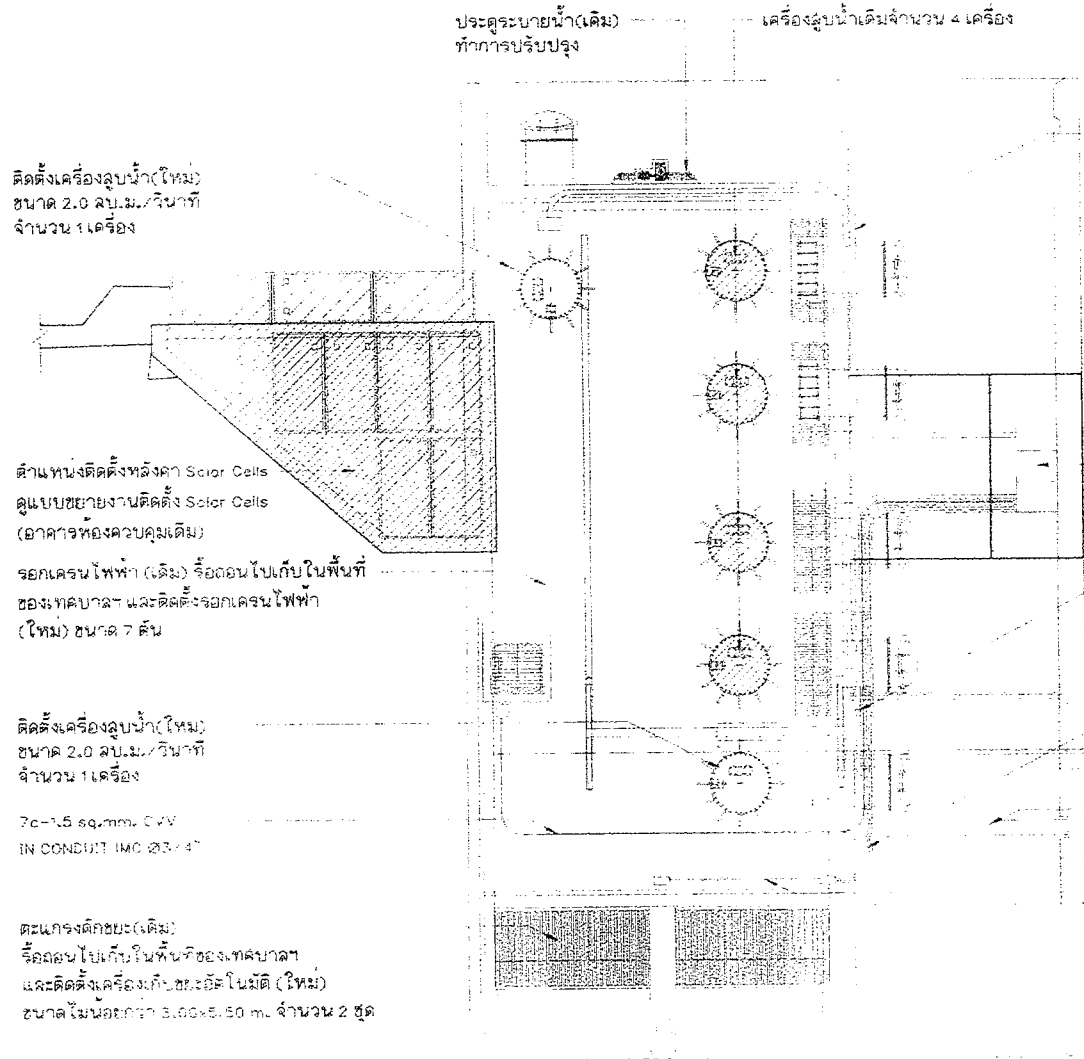 ประตูระบายน้ำ(เดิม)
ทำการปรับปรุง
เครื่องสูบน้ำเดิมจำนวน 4 เครื่อง
ติดตั้งเครื่องสูบน้ำ(ใหม่)
ขนาด 2.0 ลบ.ม./วินาที
จำนวน 1 เครื่อง
ตำแหน่งติดตั้งหลังคา Solar Cells
ดูแบบขยายงานติดตั้ง Solar Cells
(อาคารห้องควบคุมเดิม)
รอกเครนไฟฟ้า (เดิม) รื้อถอนไปเก็บในพื้นที่
ของเทศบาลฯ และติดตั้งรอกเครนไฟฟ้า
(ใหม่) ขนาด 7 ตัน
ติดตั้งเครื่องสูบน้ำ(ใหม่)
ขนาด 2.0 ลบ.ม./วินาที
จำนวน 1 เครื่อง
7c-1.5 sq.mm. CVV
IN CONDUIT IMC Ø3/4"
ตะแกรงดักขยะ(เดิม)
รื้อถอนไปเก็บในพื้นที่ของเทศบาลฯ
และติดตั้งเครื่องเก็บขยะอัตโนมัติ (ใหม่)
ขนาดไม่น้อยกว่า 3.00x5.50 m. จำนวน 2 ชุด